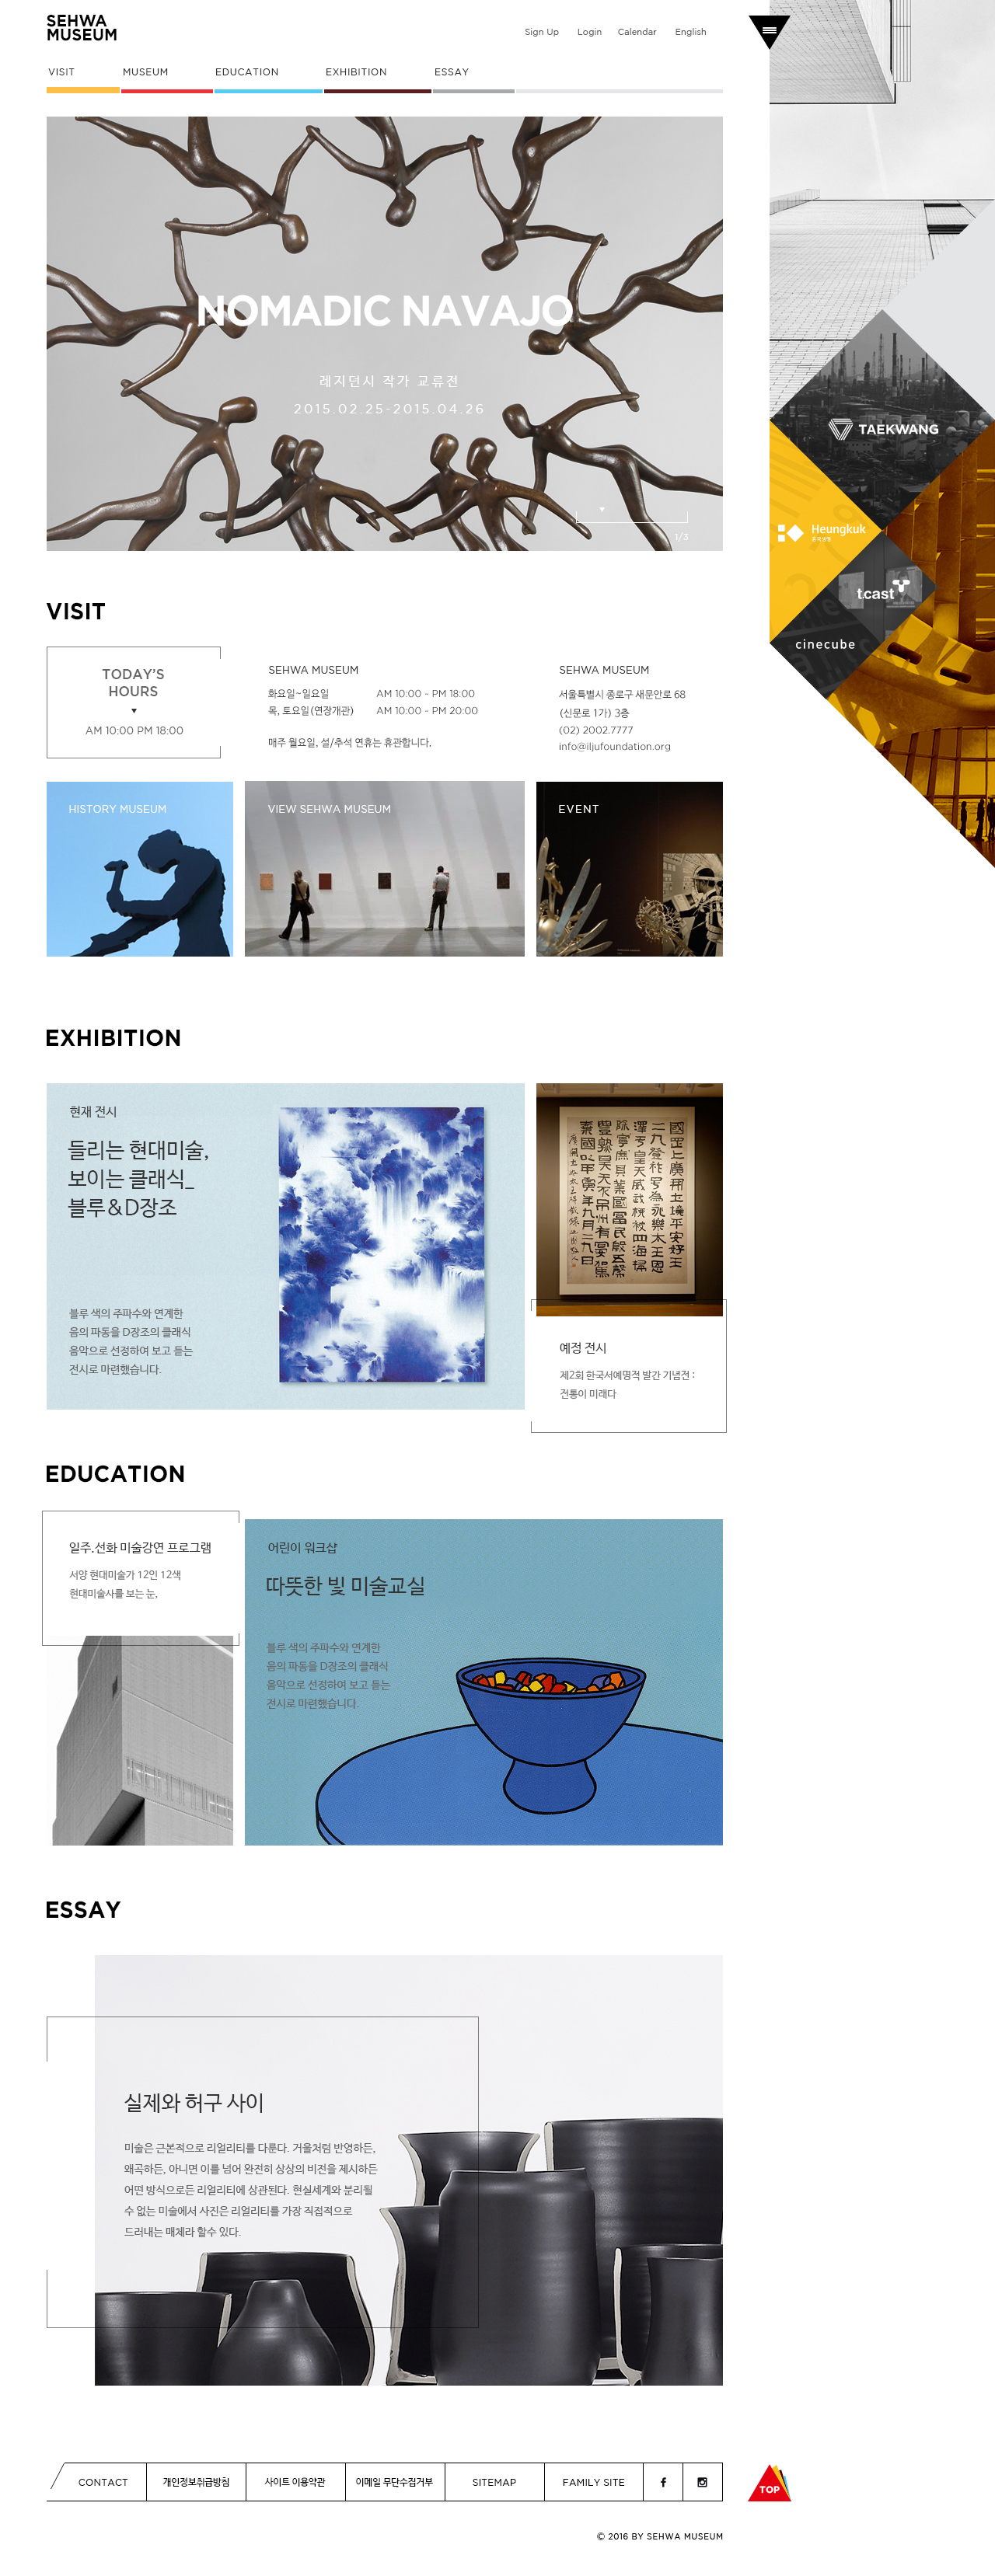 SEHWA
MUSEUM
Sign Up
Login
Calendar
English
VISIT
MUSEUM
EDUCATION
EXHIBITION
ESSAY
NOMADIC NAVAJO
레지던시 작가 교류전
2015.02.25-2015.04.26
1/3
TAEKWANG
Heungkuk
t.cast
cinecube
VISIT
TODAY'S
HOURS
AM 10:00 PM 18:00
SEHWA MUSEUM
화요일~일요일 AM 10:00 - PM 18:00
목, 토요일(연장개관) AM 10:00 - PM 20:00
매주 월요일, 설/추석 연휴는 휴관합니다.
SEHWA MUSEUM
서울특별시 종로구 새문안로 68
(신문로 1가) 3층
(02) 2002.7777
info@iljufoundation.org
HISTORY MUSEUM
VIEW SEHWA MUSEUM
EVENT
EXHIBITION
현재 전시
들리는 현대미술,
보이는 클래식_
블루&D장조
블루 색의 주파수와 연계한
음의 파동을 D장조의 클래식
음악으로 선정하여 보고 듣는
전시로 마련했습니다.
예정 전시
제2회 한국서예명적 발간 기념전 :
전통이 미래다
EDUCATION
일주.선화 미술강연 프로그램
서양 현대미술가 12인 12색
현대미술사를 보는 눈,
어린이 워크샵
따뜻한 빛 미술교실
블루 색의 주파수와 연계한
음의 파동을 D장조의 클래식
음악으로 선정하여 보고 듣는
전시로 마련했습니다.
ESSAY
실제와 허구 사이
미술은 근본적으로 리얼리티를 다룬다. 거울처럼 반영하든,
왜곡하든, 아니면 이를 넘어 완전히 상상의 비전을 제시하든
어떤 방식으로든 리얼리티에 상관된다. 현실세계와 분리될
수 없는 미술에서 사진은 리얼리티를 가장 직접적으로
드러내는 매체라 할수 있다.
CONTACT
개인정보취급방침
사이트 이용약관
이메일 무단수집거부
SITEMAP
FAMILY SITE
TOP
© 2016 BY SEHWA MUSEUM